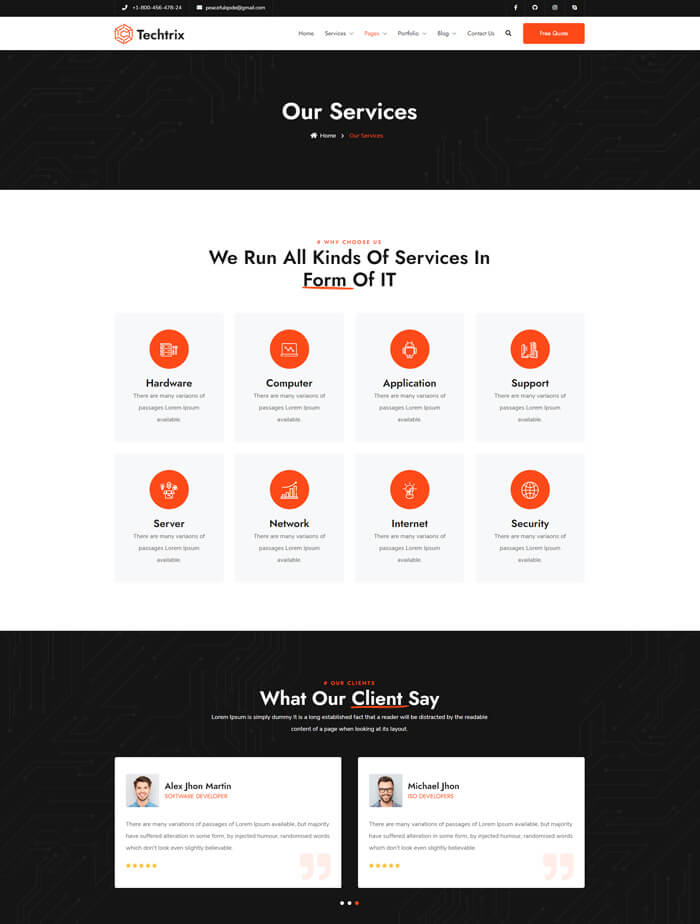 +1-800-456-478-24 peacefulqode@gmail.com
Techtrix Home Services Pages Portfolio Blog Contact Us Free Quote
Our Services
Home Our Services
# WHY CHOOSE US
We Run All Kinds Of Services In
Form Of IT
Hardware
There are many variaons of
passages Lorem Ipsum
available.
Computer
There are many variaons of
passages Lorem Ipsum
available.
Application
There are many variaons of
passages Lorem Ipsum
available.
Support
There are many variaons of
passages Lorem Ipsum
available.
Server
There are many variaons of
passages Lorem Ipsum
available.
Network
There are many variaons of
passages Lorem Ipsum
available.
Internet
There are many variaons of
passages Lorem Ipsum
available.
Security
There are many variaons of
passages Lorem Ipsum
available.
# OUR CLIENTS
What Our Client Say
Lorem Ipsum is simply dummy It is a long established fact that a reader will be distracted by the readable
content of a page when looking at its layout.
Alex Jhon Martin
SOFTWARE DEVELOPER
There are many variations of passages of Lorem Ipsum available, but majority
have suffered alteration in some form, by injected humour, randomised words
which don't look even slightly believable.
Michael Jhon
ISO DEVELOPERS
There are many variations of passages of Lorem Ipsum available, but majority
have suffered alteration in some form, by injected humour, randomised words
which don't look even slightly believable.